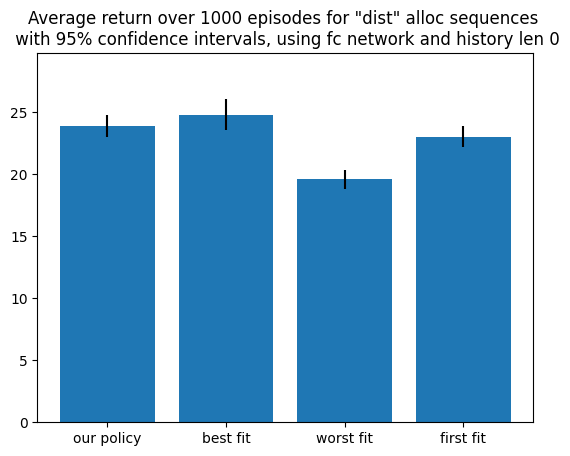 Average return over 1000 episodes for "dist" alloc sequences
with 95% confidence intervals, using fc network and history len 0
25
20
15
10
5
0
our policy best fit worst fit first fit